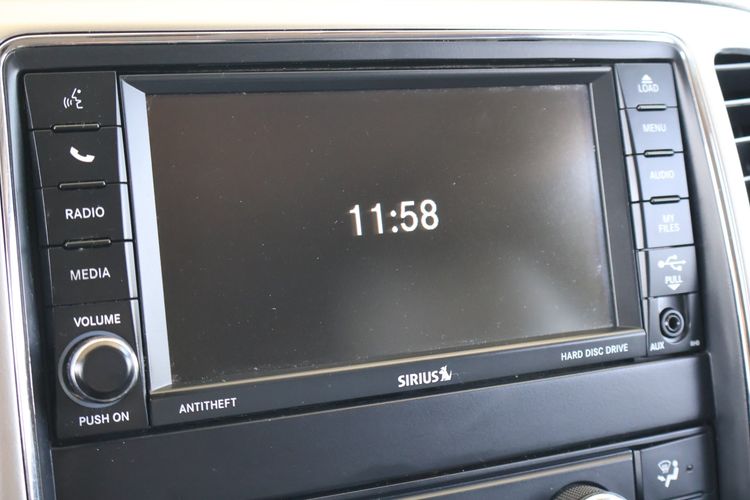 LOAD
MENU
RADIO
AUDIO
MY
FILES
MEDIA
11:58
PULL
VOLUME
PUSH ON
ANTITHEFT
SIRIUS
HARD DISC DRIVE
AUX